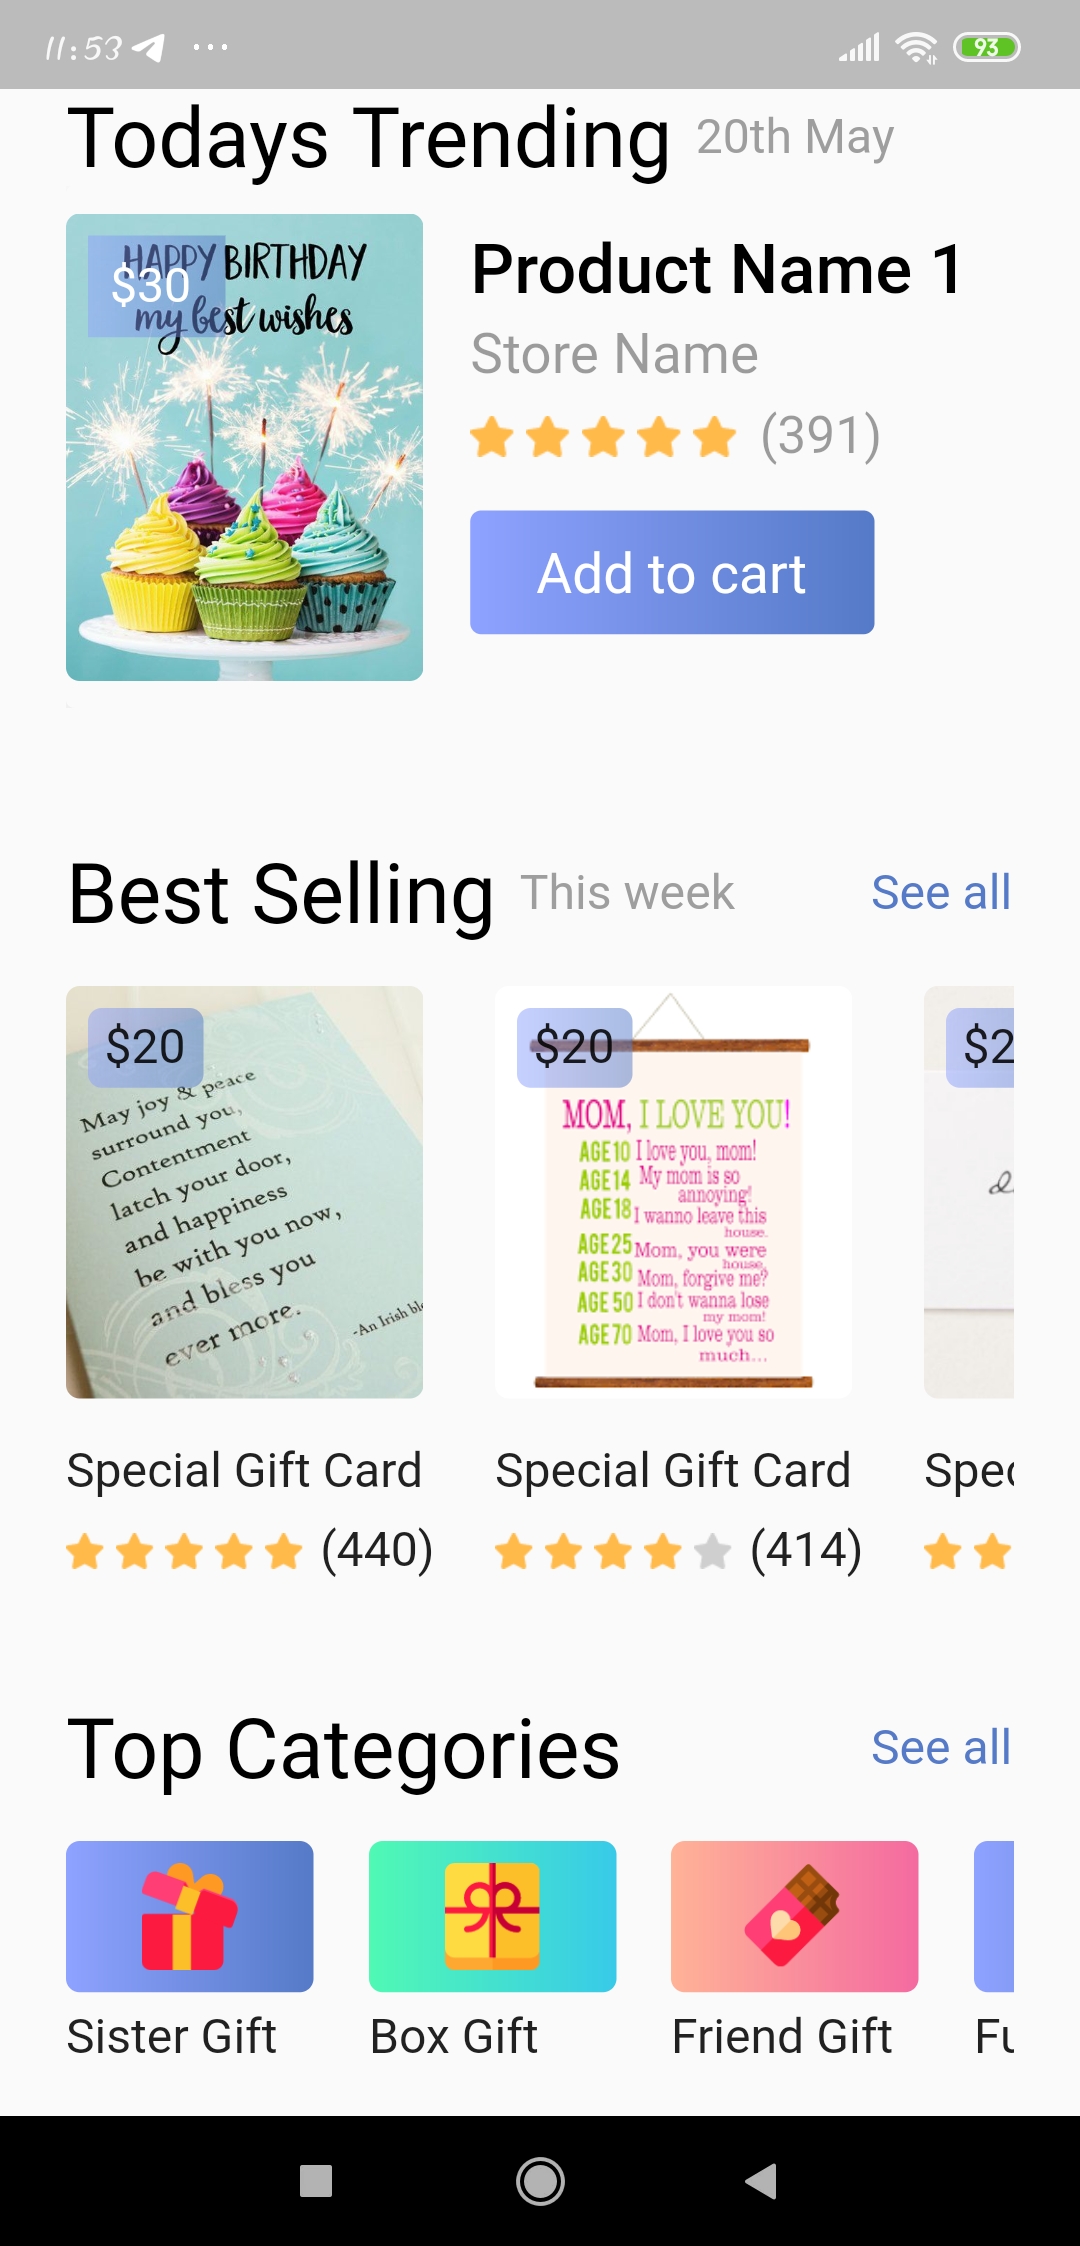 11:53
93
Todays Trending 20th May
$30
HAPPY BIRTHDAY
my best wishes
Product Name 1
Store Name
(391)
Add to cart
Best Selling This week See all
$20
May joy & peace
surround you,
Contentment
latch your door,
and happiness
be with you now,
and bless you
ever more.
-An Irish ble
$20
MOM, I LOVE YOU!
AGE 10 I love you, mom!
AGE 14 My mom is so
annoying!
AGE 18 I wanno leave this
house.
AGE 25 Mom, you were
house.
AGE 30 Mom, forgive me?
AGE 50 I don't wanna lose
my mom!
AGE 70 Mom, I love you so
much...
$2
Special Gift Card
(440)
Special Gift Card
(414)
Spec
Top Categories See all
Sister Gift
Box Gift
Friend Gift
Fu